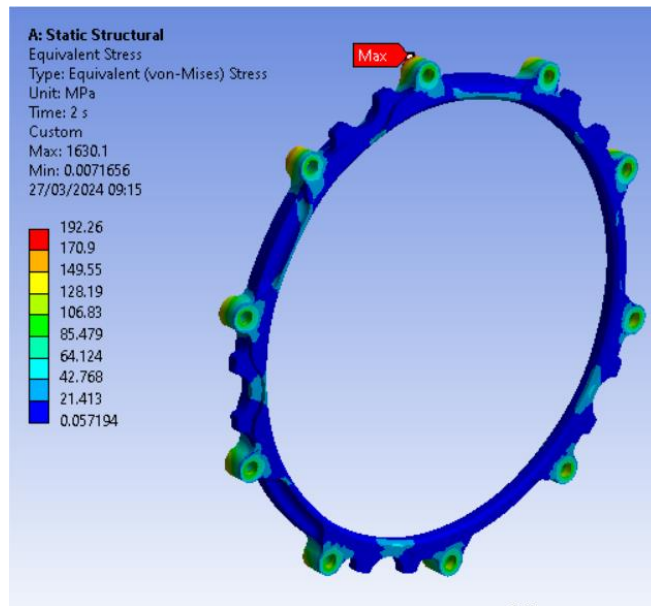 A: Static Structural
Equivalent Stress
Type: Equivalent (von-Mises) Stress
Unit: MPa
Time: 2 s
Custom
Max: 1630.1
Min: 0.0071656
27/03/2024 09:15
Max
192.26
170.9
149.55
128.19
106.83
85.479
64.124
42.768
21.413
0.057194